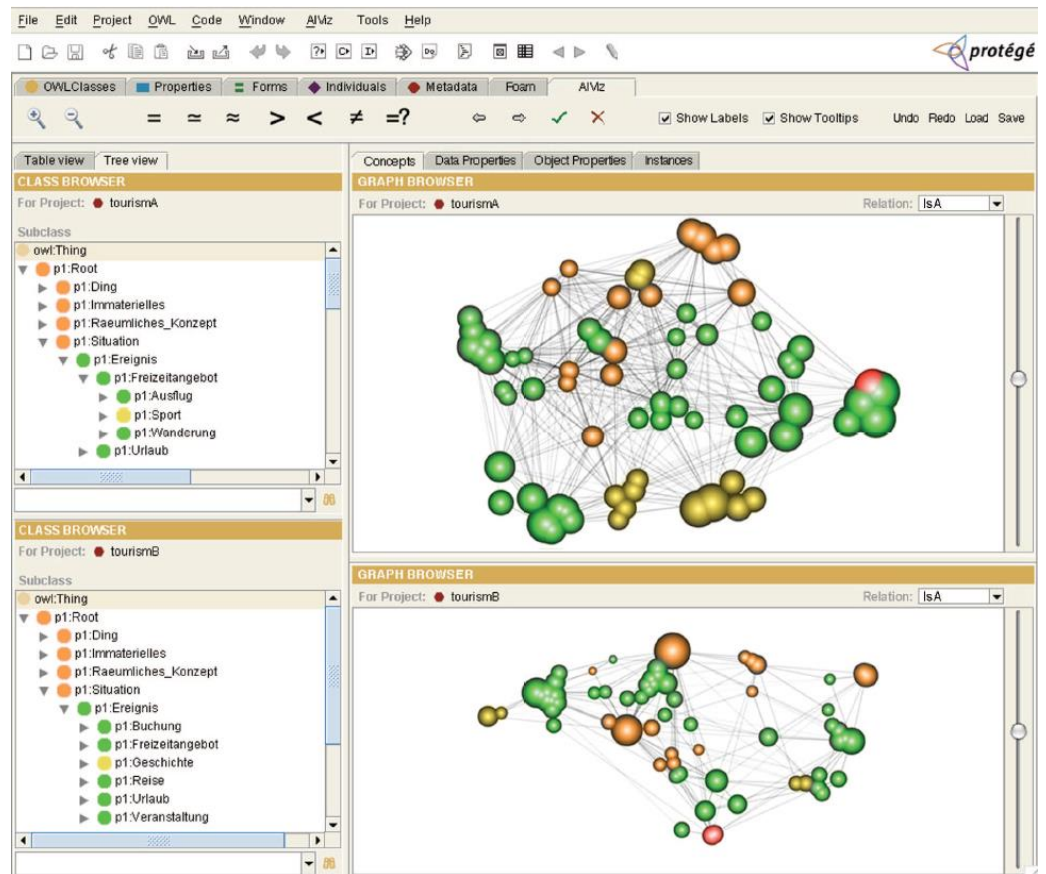 File Edit Project OWL Code Window AlViz Tools Help
protégé
OWLClasses Properties Forms Individuals Metadata Foam AlViz
= ≃ ≈ > < ≠ =? Show Labels Show Tooltips Undo Redo Load Save
Table view Tree view
CLASS BROWSER
For Project: tourismA
Subclass
owl:Thing
p1:Root
p1:Ding
p1:Immaterielles
p1:Raeumliches_Konzept
p1:Situation
p1:Ereignis
p1:Freizeitangebot
p1:Ausflug
p1:Sport
p1:Wanderung
p1:Urlaub
CLASS BROWSER
For Project: tourismB
Subclass
owl:Thing
p1:Root
p1:Ding
p1:Immaterielles
p1:Raeumliches_Konzept
p1:Situation
p1:Ereignis
p1:Buchung
p1:Freizeitangebot
p1:Geschichte
p1:Reise
p1:Urlaub
p1:Veranstaltung
Concepts Data Properties Object Properties Instances
GRAPH BROWSER
For Project: tourismA Relation: IsA
GRAPH BROWSER
For Project: tourismB Relation: IsA